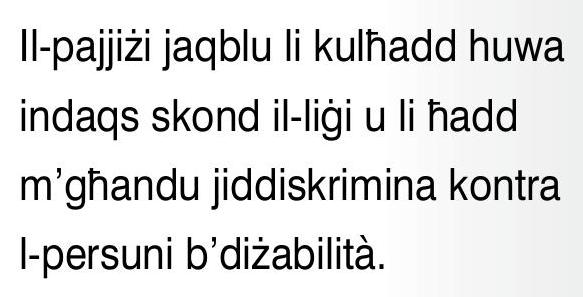 Il-pajjiżi jaqblu li kulħadd huwa
indaqs skond il-liġi u li ħadd
m’għandu jiddiskrimina kontra
l-persuni b’diżabilità.